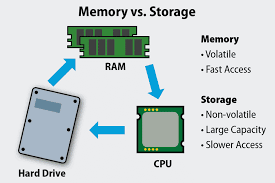 Memory vs. Storage
RAM
Memory
• Volatile
• Fast Access
Storage
• Non-volatile
• Large Capacity
• Slower Access
Hard Drive
CPU